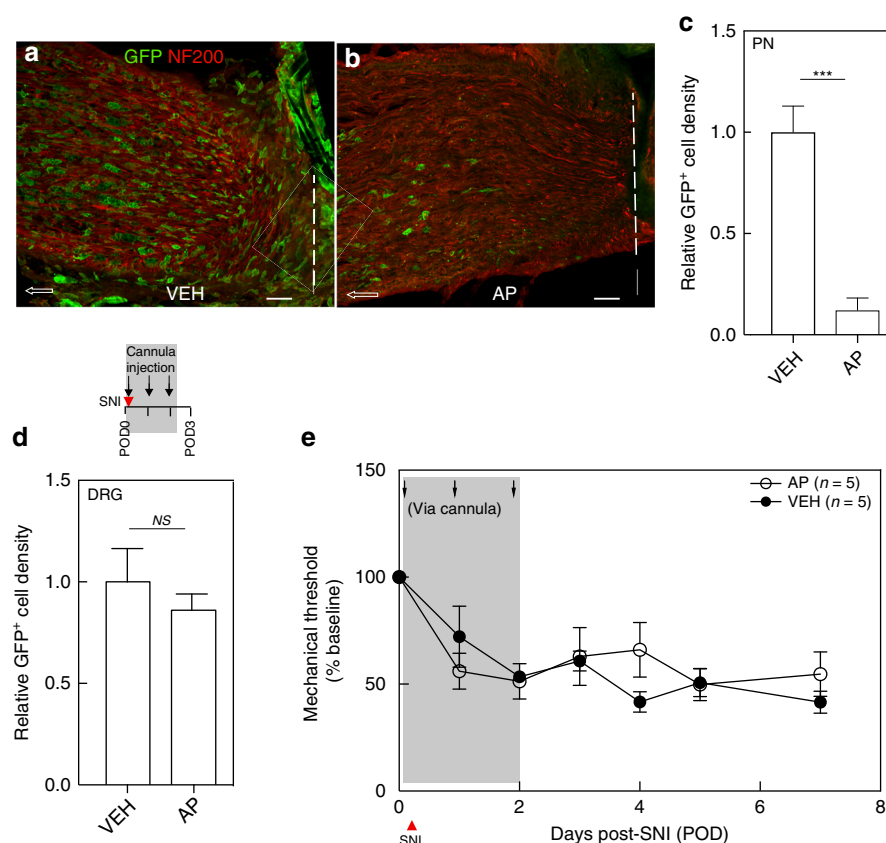 a
GFP NF200
VEH
b
AP
c
PN
***
Relative GFP+ cell density
1.5
1.0
0.5
0.0
VEH
AP
Cannula
injection
SNI
POD0
POD3
d
DRG
NS
Relative GFP+ cell density
1.5
1.0
0.5
0.0
VEH
AP
e
AP (n = 5)
VEH (n = 5)
(Via cannula)
Mechanical threshold
(% baseline)
150
100
50
0
0 2 4 6 8
SNI
Days post-SNI (POD)